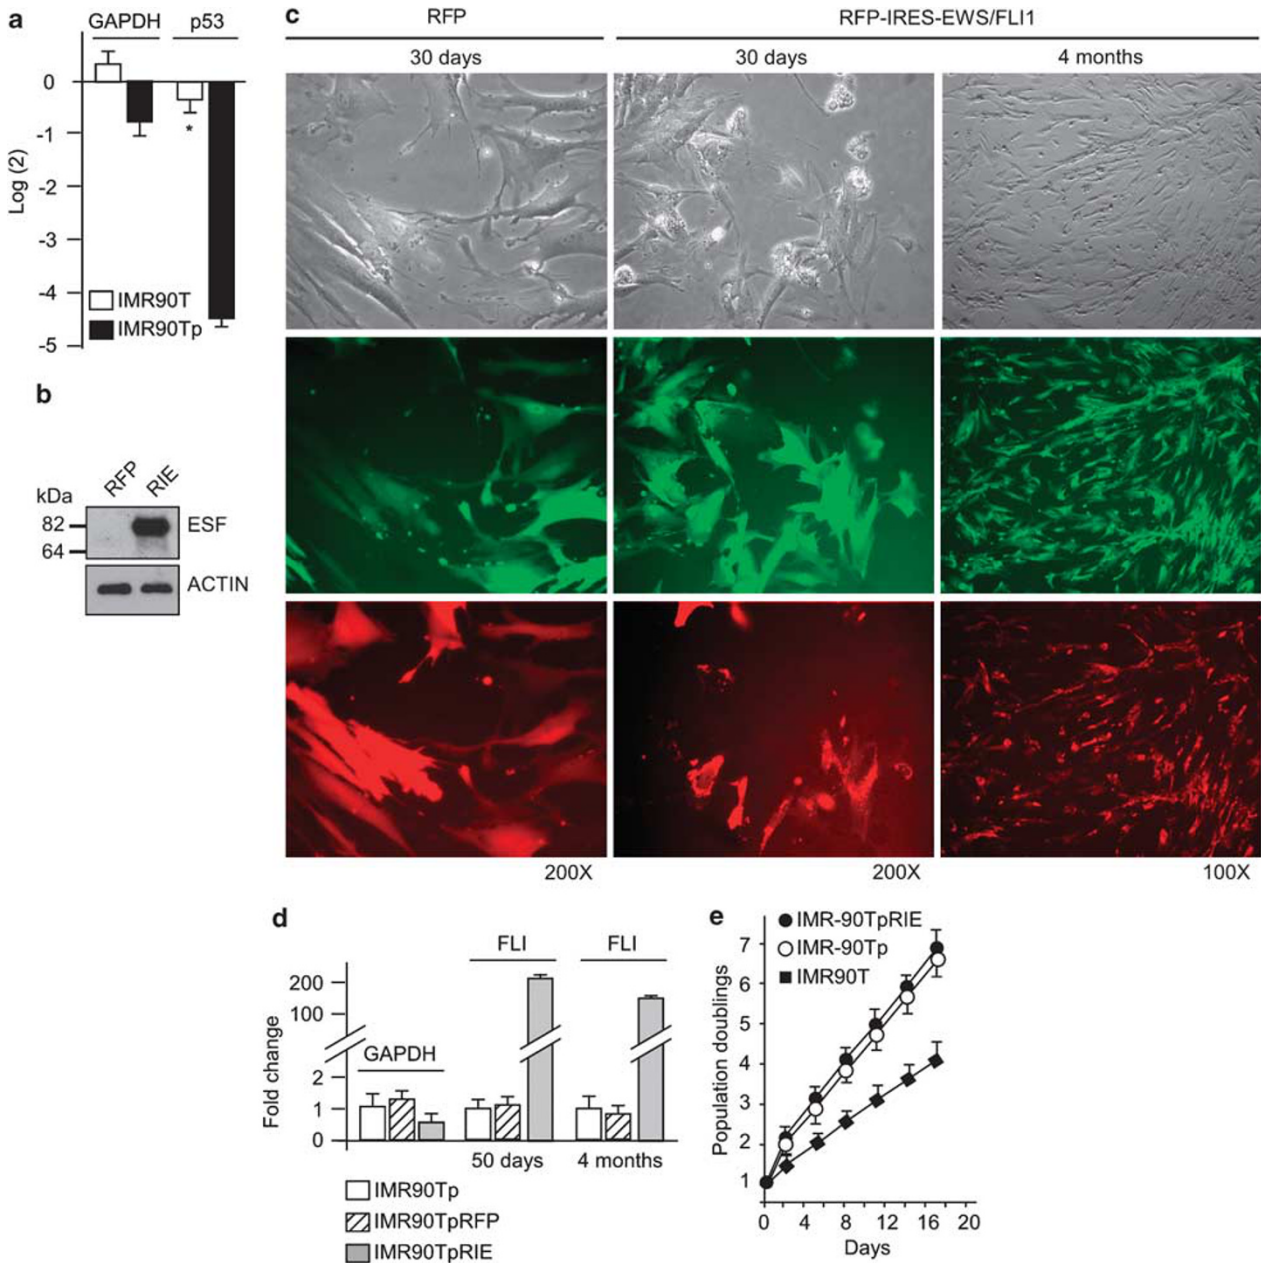 a
GAPDH p53
0
-1
-2
-3
-4
-5
Log (2)
*
IMR90T
IMR90Tp
b
RFP RIE
kDa
82
64
ESF
ACTIN
c
RFP RFP-IRES-EWS/FLI1
30 days 30 days 4 months
200X 200X 100X
d
FLI FLI
200
100
GAPDH
2
1
0
Fold change
50 days 4 months
IMR90Tp
IMR90TpRFP
IMR90TpRIE
e
IMR-90TpRIE
IMR-90Tp
IMR90T
7
6
5
4
3
2
1
Population doublings
0 4 8 12 16 20
Days